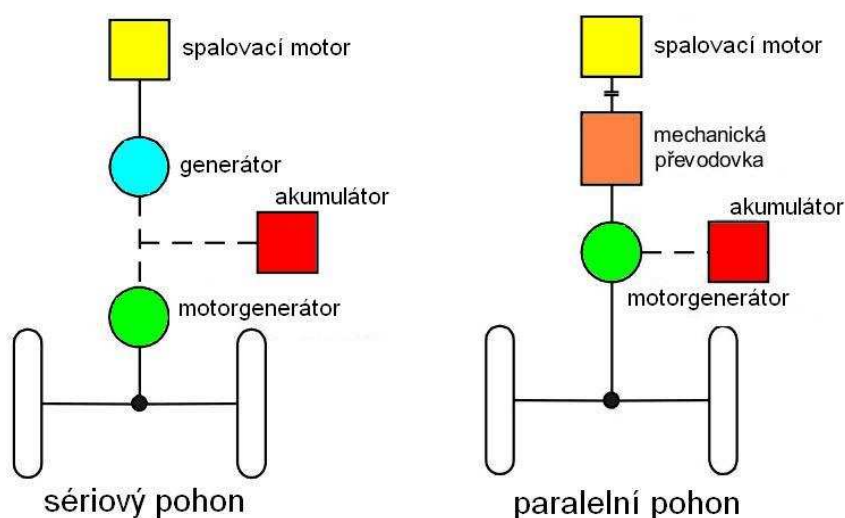 spalovací motor
generátor
akumulátor
motorgenerátor
sériový pohon
spalovací motor
mechanická
převodovka
akumulátor
motorgenerátor
paralelní pohon